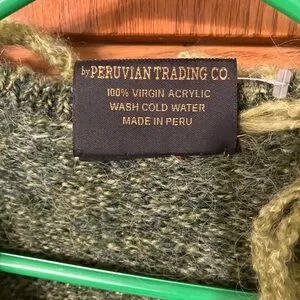 by PERUVIAN TRADING CO.
100% VIRGIN ACRYLIC
WASH COLD WATER
MADE IN PERU